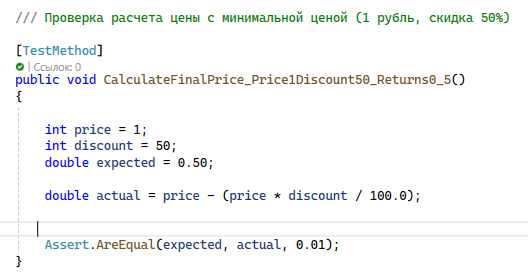 /// Проверка расчета цены с минимальной ценой (1 рубль, скидка 50%)
[TestMethod]
| Ссылок: 0
public void CalculateFinalPrice_Price1Discount50_Returns0_5()
{
int price = 1;
int discount = 50;
double expected = 0.50;
double actual = price - (price * discount / 100.0);
Assert.AreEqual(expected, actual, 0.01);
}